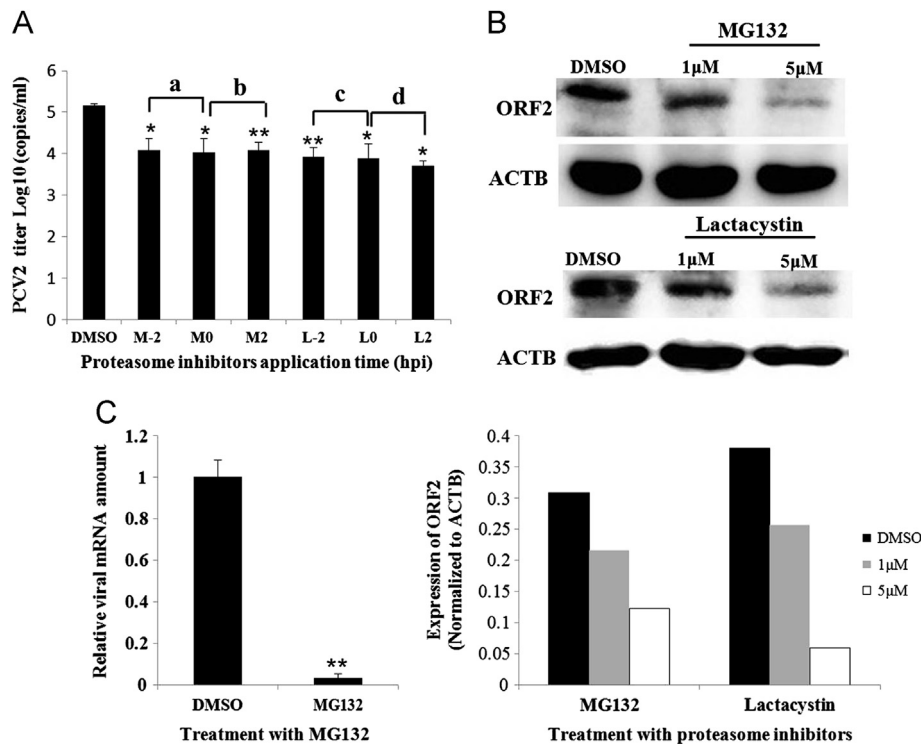 A
PCV2 titer Log10 (copies/ml)
6
5
4
3
2
1
0
a
b
c
d
*
*
**
**
*
*
DMSO M-2 M0 M2 L-2 L0 L2
Proteasome inhibitors application time (hpi)
B
MG132
DMSO 1μM 5μM
ORF2
ACTB
Lactacystin
DMSO 1μM 5μM
ORF2
ACTB
C
Relative viral mRNA amount
1.2
1
0.8
0.6
0.4
0.2
0
**
DMSO MG132
Treatment with MG132
Expression of ORF2
(Normalized to ACTB)
0.4
0.35
0.3
0.25
0.2
0.15
0.1
0.05
0
DMSO
1μM
5μM
MG132 Lactacystin
Treatment with proteasome inhibitors